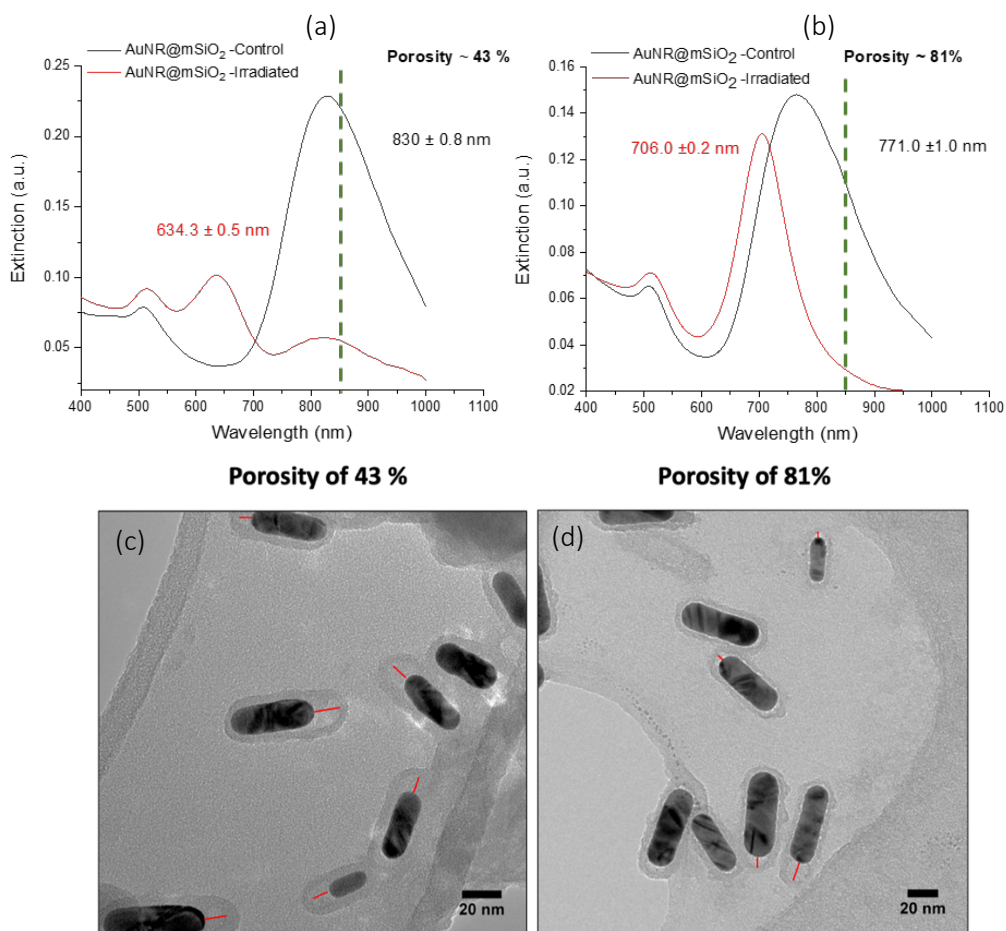 (a)
AuNR@mSiO2 -Control
AuNR@mSiO2 -Irradiated
Porosity ~ 43 %
0.25
0.20
0.15
0.10
0.05
830 ± 0.8 nm
634.3 ± 0.5 nm
Extinction (a.u.)
400 500 600 700 800 900 1000 1100
Wavelength (nm)
(b)
AuNR@mSiO2 -Control
AuNR@mSiO2 -Irradiated
Porosity ~ 81%
0.16
0.14
0.12
0.10
0.08
0.06
0.04
0.02
706.0 ±0.2 nm
771.0 ±1.0 nm
Extinction (a.u.)
400 500 600 700 800 900 1000 1100
Wavelength (nm)
Porosity of 43 %
(c)
20 nm
Porosity of 81%
(d)
20 nm